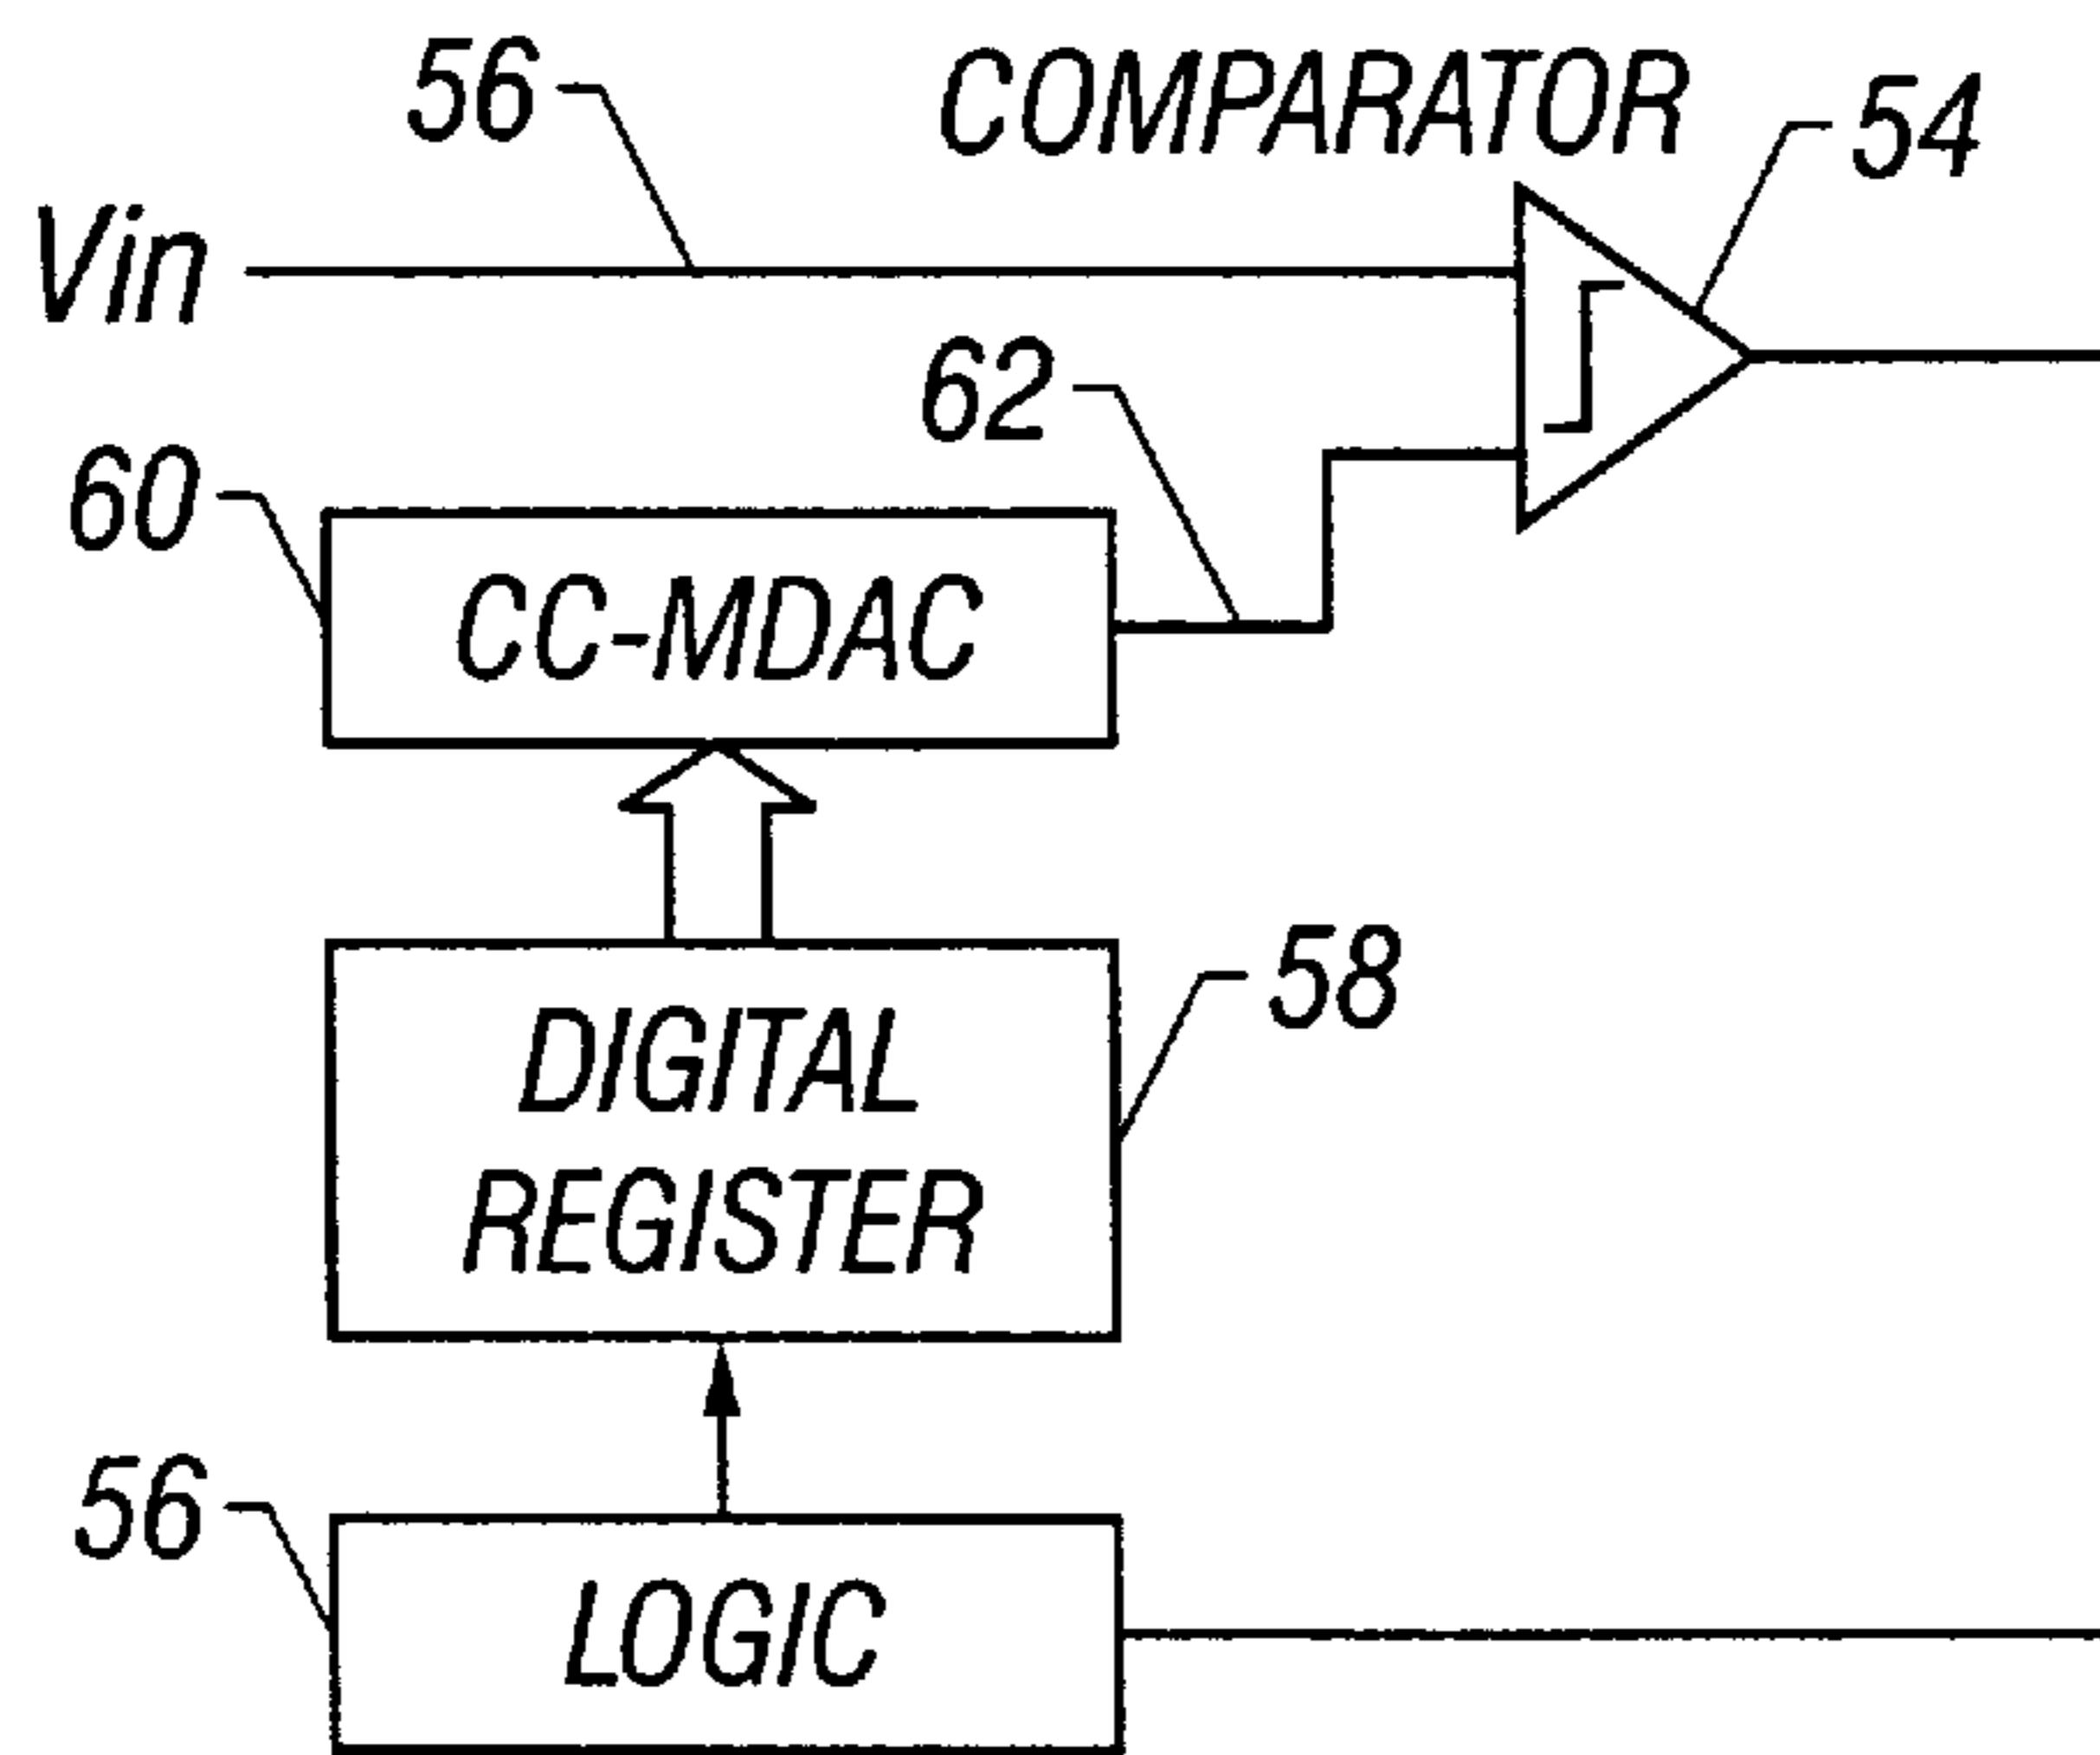 56
COMPARATOR
54
Vin
62
60
CC-MDAC
58
DIGITAL
REGISTER
56
LOGIC